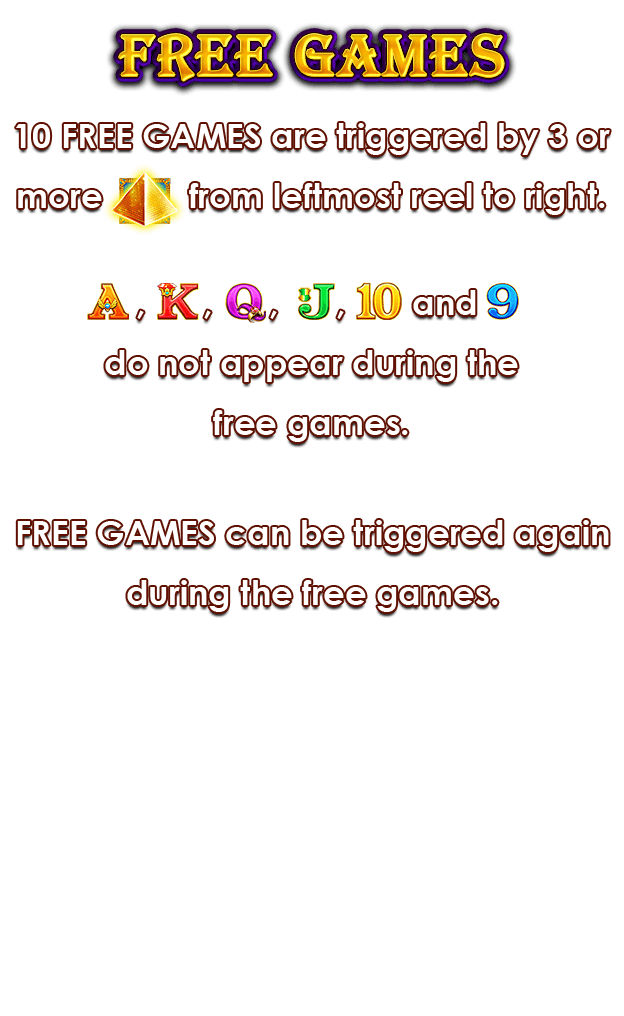 FREE GAMES
10 FREE GAMES are triggered by 3 or
more from leftmost reel to right.
A, K, Q, J, 10 and 9
do not appear during the
free games.
FREE GAMES can be triggered again
during the free games.